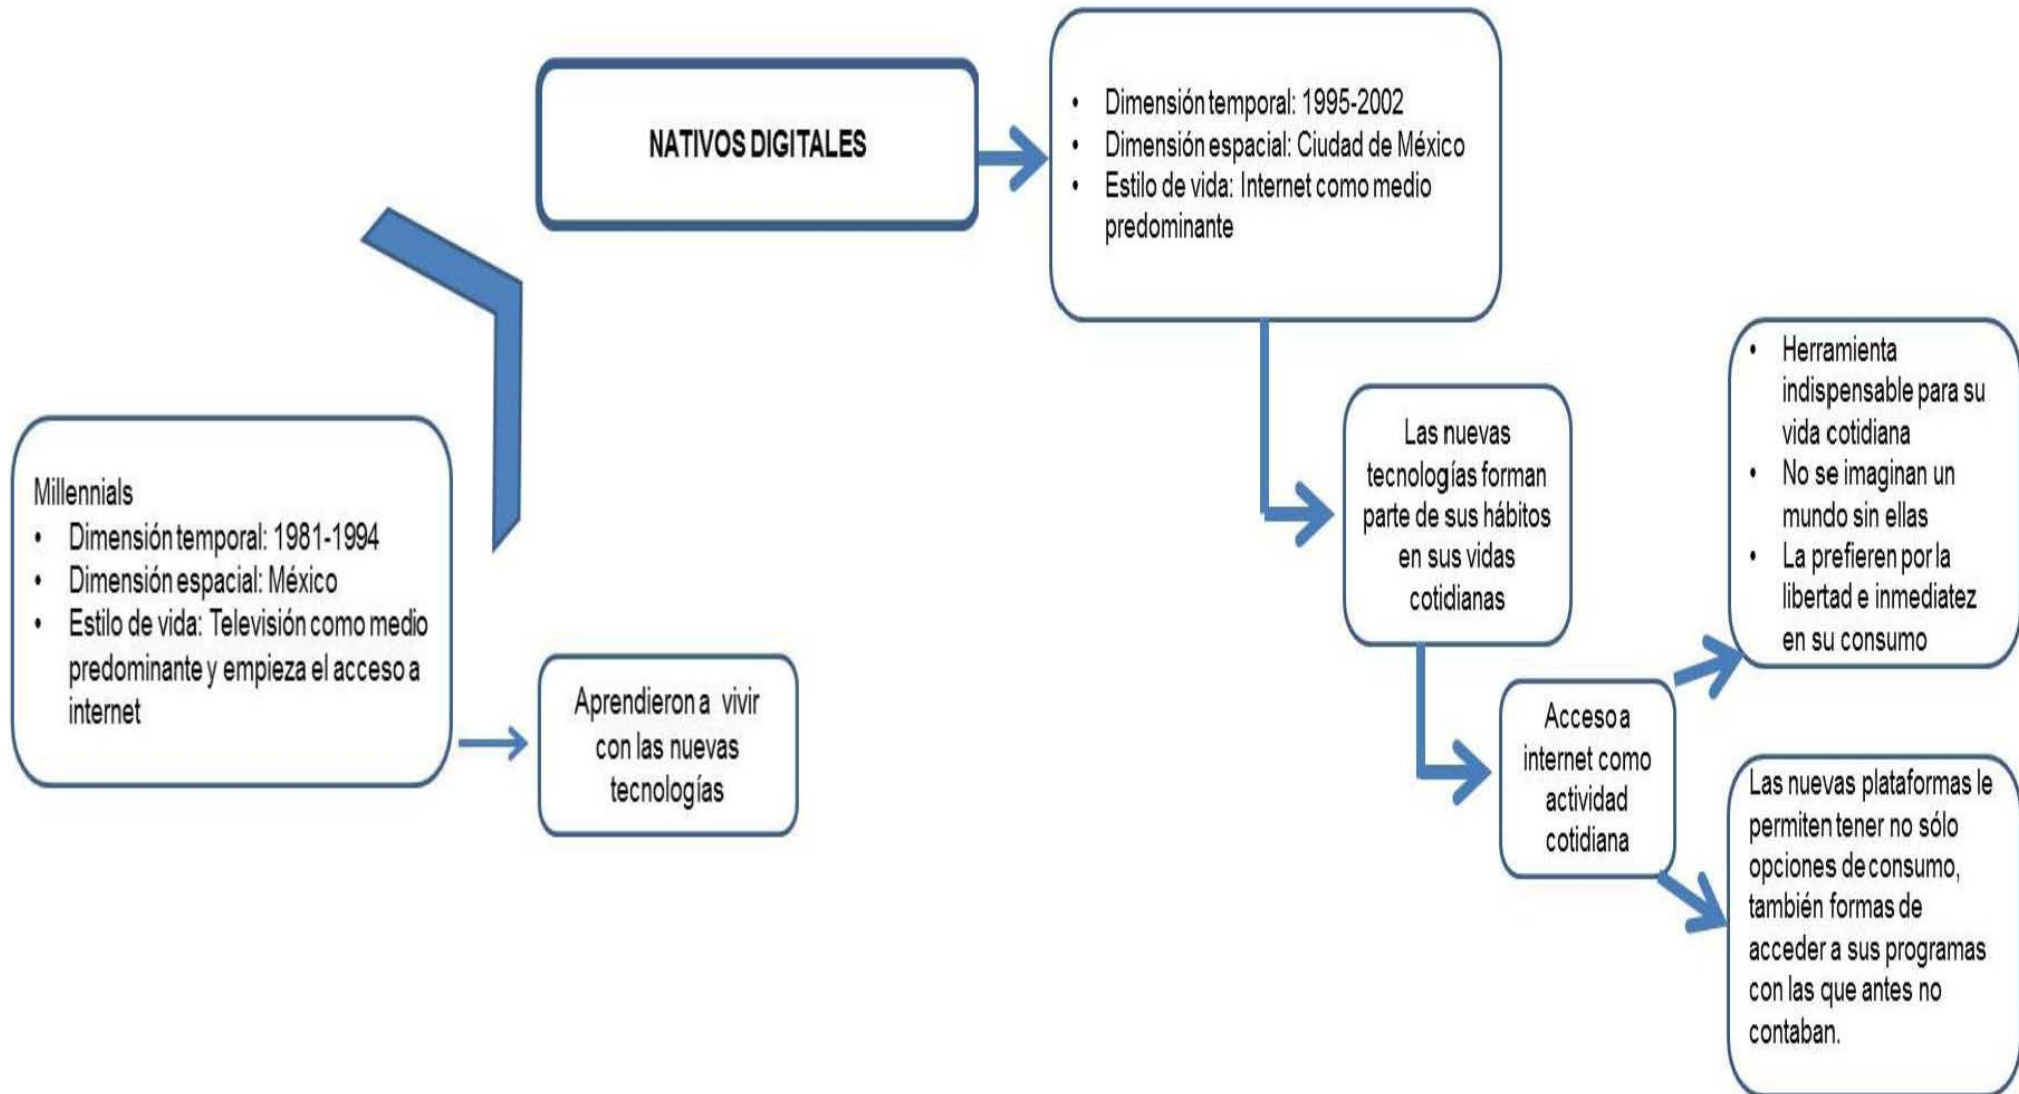 NATIVOS DIGITALES
• Dimensión temporal: 1995-2002
• Dimensión espacial: Ciudad de México
• Estilo de vida: Internet como medio
predominante
Millennials
• Dimensión temporal: 1981-1994
• Dimensión espacial: México
• Estilo de vida: Televisión como medio
predominante y empieza el acceso a
internet
Aprendieron a vivir
con las nuevas
tecnologías
Las nuevas
tecnologías forman
parte de sus hábitos
en sus vidas
cotidianas
Acceso a
internet como
actividad
cotidiana
• Herramienta
indispensable para su
vida cotidiana
• No se imaginan un
mundo sin ellas
• La prefieren por la
libertad e inmediatez
en su consumo
Las nuevas plataformas le
permiten tener no sólo
opciones de consumo,
también formas de
acceder a sus programas
con las que antes no
contaban.